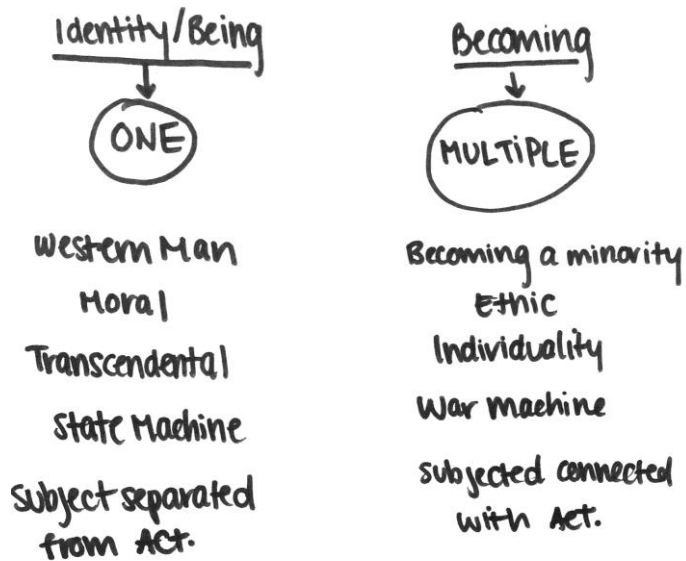 Identity/Being
ONE
Western Man
Moral
Transcendental
State Machine
Subject separated
from Act.
Becoming
MULTiPLE
Becoming a minority
Ethic
Individuality
War machine
Subjected connected
with Act.